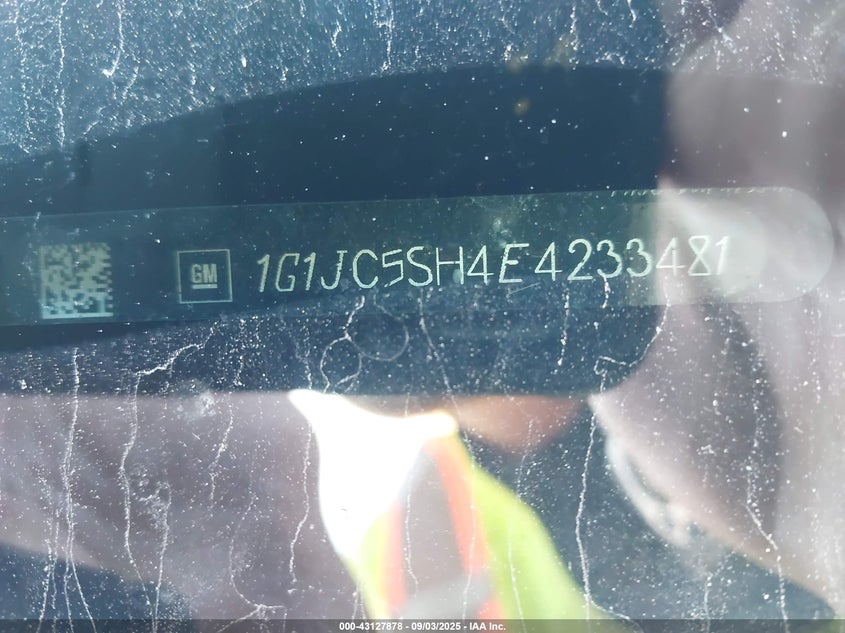 GM 1G1JC5SH4E4233481
000-43127878 - 09/03/2025 - IAA Inc.